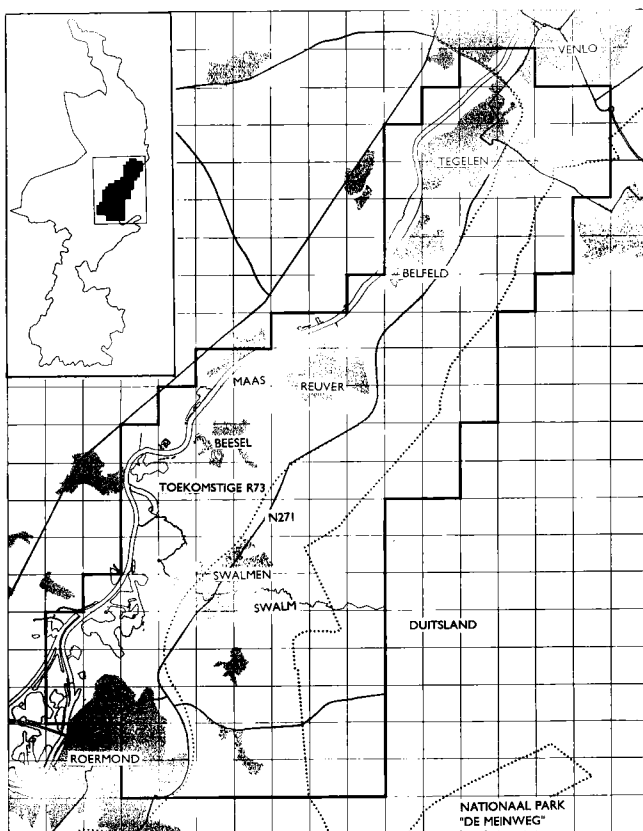 VENLO
TEGELEN
BELFELD
MAAS
REUVER
BEESEL
TOEKOMSTIGE R73
N271
SWALMEN
SWALM
DUITSLAND
ROERMOND
NATIONAAL PARK
"DE MEINWEG"